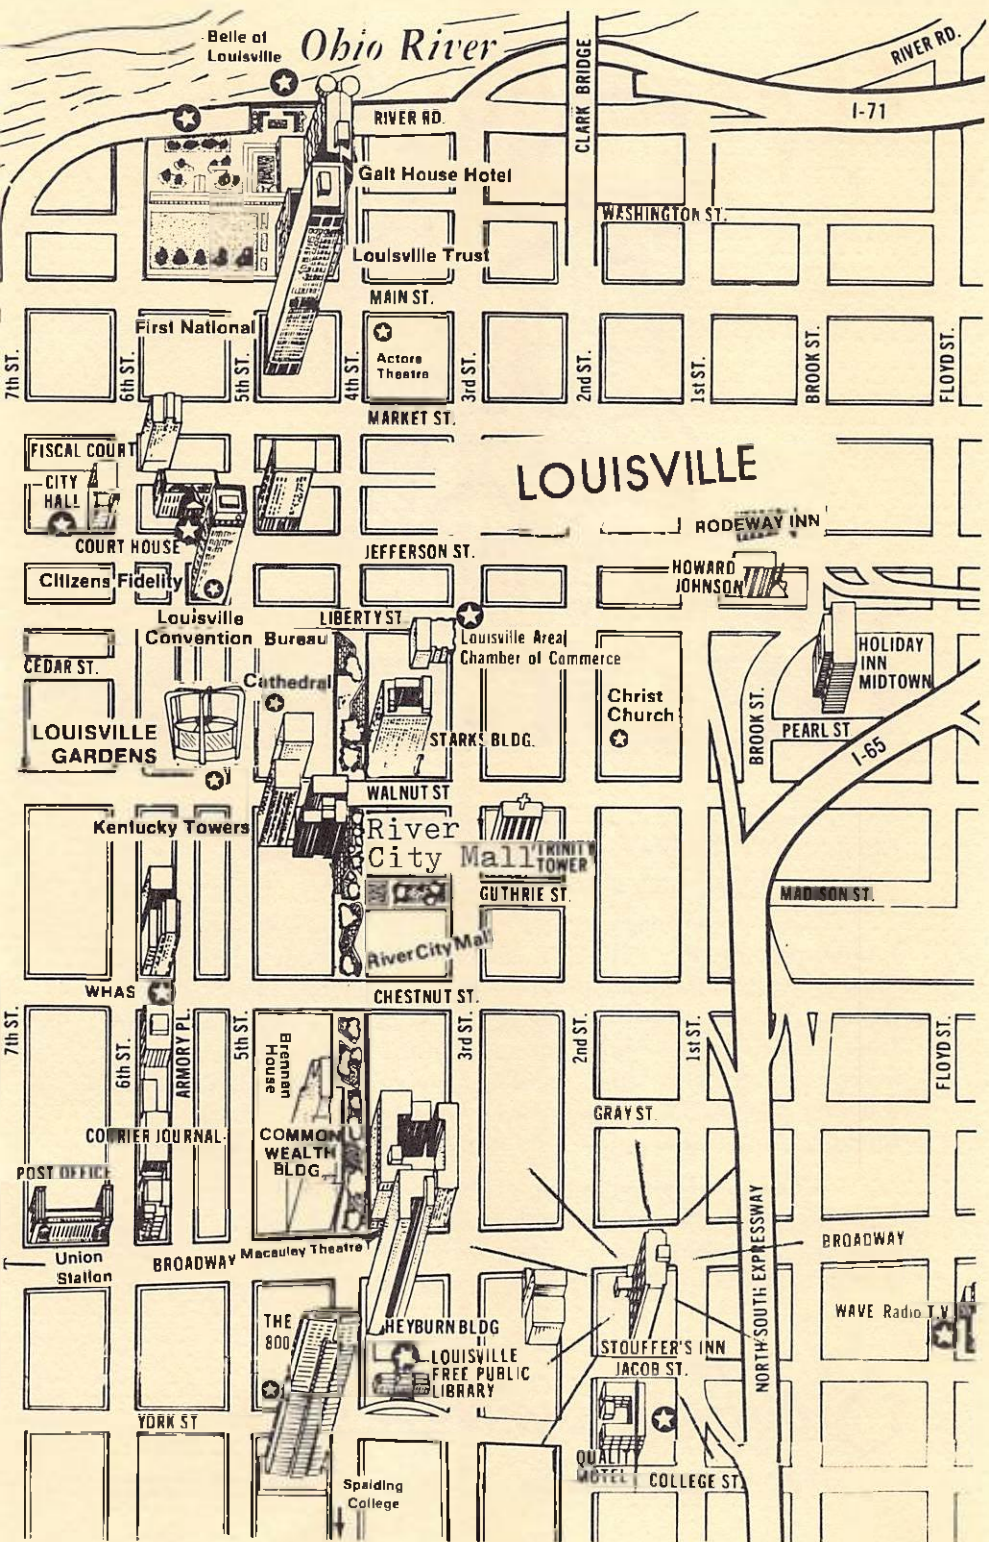 Belle of
Louisville
Ohio River
CLARK BRIDGE
RIVER RD.
I-71
RIVER RD.
Galt House Hotel
WASHINGTON ST.
Louisville Trust
MAIN ST.
First National
Actors
Theatre
7th ST.
6th ST.
5th ST.
4th ST.
3rd ST.
2nd ST.
1st ST.
BROOK ST.
FLOYD ST.
MARKET ST.
FISCAL COURT
CITY
HALL
LOUISVILLE
RODEWAY INN
COURT HOUSE
JEFFERSON ST.
HOWARD
JOHNSON
Citizens Fidelity
Louisville
Convention Bureau
LIBERTY ST.
Louisville Area
Chamber of Commerce
HOLIDAY
INN
MIDTOWN
CEDAR ST.
Cathedral
Christ
Church
BROOK ST.
PEARL ST
I-65
LOUISVILLE
GARDENS
STARKS BLDG.
WALNUT ST
Kentucky Towers
River
City Mall
TRINITY
TOWER
GUTHRIE ST.
MADISON ST.
River City Mall
WHAS
CHESTNUT ST.
7th ST.
6th ST.
ARMORY PL.
5th ST.
Brennan
House
3rd ST.
2nd ST.
1st ST.
FLOYD ST.
GRAY ST.
COURIER JOURNAL
COMMON
WEALTH
BLDG.
POST OFFICE
NORTH SOUTH EXPRESSWAY
Union
Station
BROADWAY
Macauley Theatre
BROADWAY
WAVE Radio T.V.
THE
800
HEYBURN BLDG
STOUFFER'S INN
JACOB ST.
LOUISVILLE
FREE PUBLIC
LIBRARY
YORK ST
QUALITY
MOTEL
COLLEGE ST.
Spalding
College